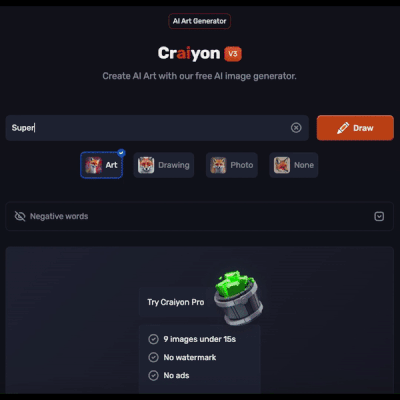 AI Art Generator
Craiyon V3
Create AI Art with our free AI image generator.
Super
Draw
Art
Drawing
Photo
None
Negative words
Try Craiyon Pro
9 images under 15s
No watermark
No ads